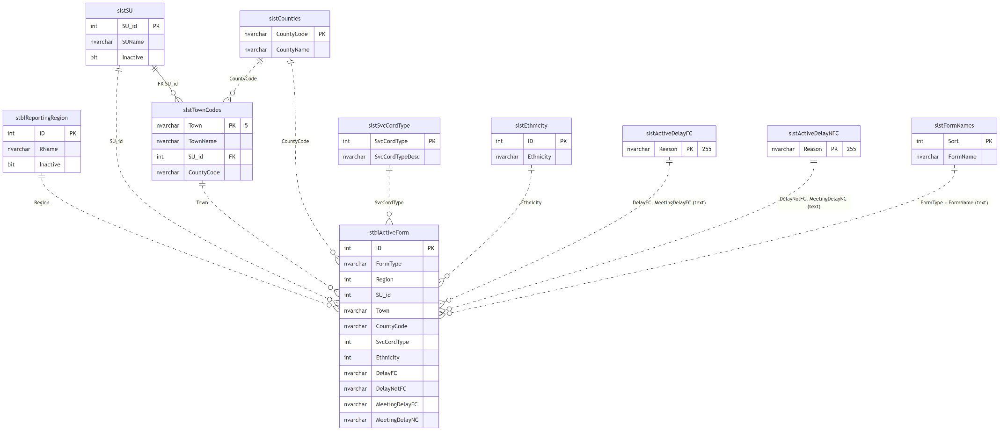 slstSU
int SU_id PK
nvarchar SUName
bit Inactive
slstCounties
nvarchar CountyCode PK
nvarchar CountyName
FK SU_id
CountyCode
stblReportingRegion
int ID PK
nvarchar RName
bit Inactive
slstTownCodes
nvarchar Town PK 5
nvarchar TownName
int SU_id FK
nvarchar CountyCode
slstSvcCordType
int SvcCordType PK
nvarchar SvcCordTypeDesc
slstEthnicity
int ID PK
nvarchar Ethnicity
slstActiveDelayFC
nvarchar Reason PK 255
slstActiveDelayNFC
nvarchar Reason PK 255
slstFormNames
int Sort PK
nvarchar FormName
SU_id
CountyCode
Region
Town
SvcCordType
Ethnicity
DelayFC, MeetingDelayFC (text)
DelayNotFC, MeetingDelayNC
(text)
FormType = FormName (text)
stblActiveForm
int ID PK
nvarchar FormType
int Region
int SU_id
nvarchar Town
nvarchar CountyCode
int SvcCordType
int Ethnicity
nvarchar DelayFC
nvarchar DelayNotFC
nvarchar MeetingDelayFC
nvarchar MeetingDelayNC